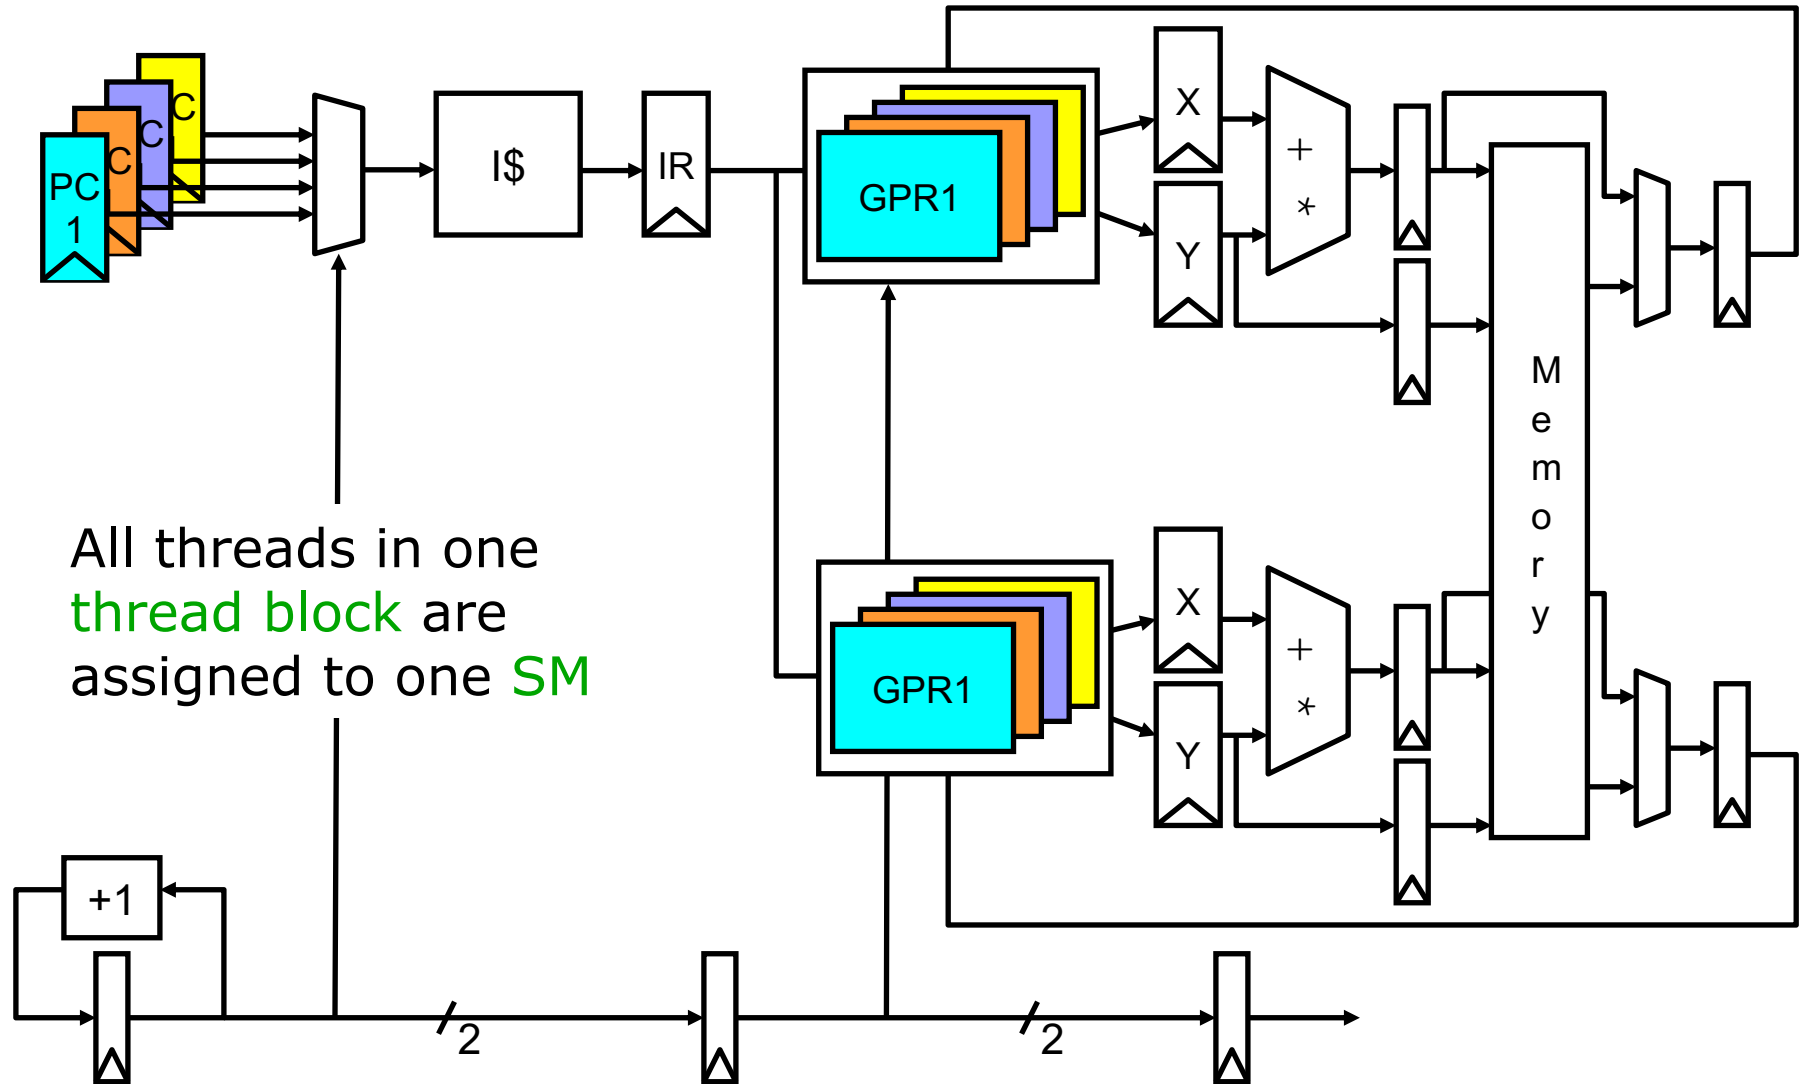 C
C
C
PC
1
I$
IR
GPR1
X
Y
+
*
M
e
m
o
r
y
All threads in one
thread block are
assigned to one SM
GPR1
X
Y
+
*
+1
2
2